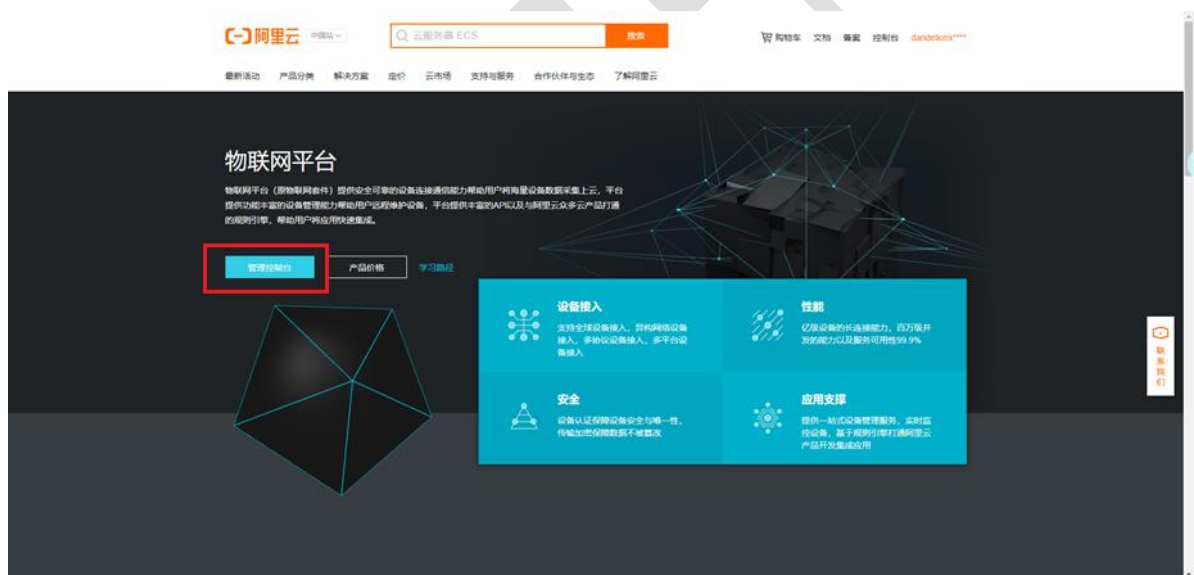 阿里云 中国站
云服务器 ECS
搜索
购物车 文档 备案 控制台 dandelionx****
最新活动 产品分类 解决方案 定价 云市场 支持与服务 合作伙伴与生态 了解阿里云
物联网平台
物联网平台（原物联网套件）提供安全可靠的设备连接通信能力帮助用户将海量设备数据采集上云，平台
提供功能丰富的设备管理能力帮助用户远程维护设备，平台提供丰富的API以及与阿里云众多云产品打通
的规则引擎，帮助用户将应用快速集成。
管理控制台 产品价格 学习路径
设备接入
支持全球设备接入，异构网络设备
接入，多协议设备接入，多平台设
备接入
性能
亿级设备的长连接能力，百万级并
发的能力以及服务可用性99.9%
安全
设备认证保障设备安全与唯一性，
传输加密保障数据不被篡改
应用支撑
提供一站式设备管理服务，实时监
控设备，基于规则引擎打通阿里云
产品开发集成应用
联系我们